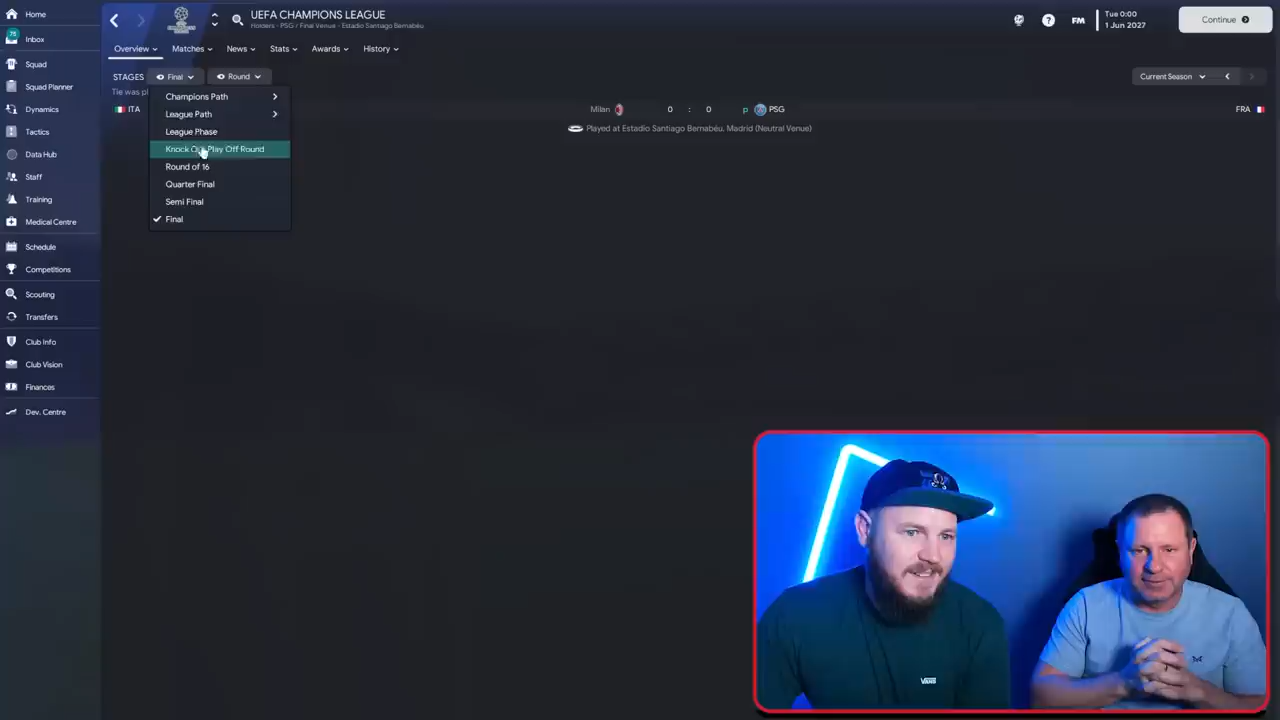 Home
75
Inbox
Squad
Squad Planner
Dynamics
Tactics
Data Hub
Staff
Training
Medical Centre
Schedule
Competitions
Scouting
Transfers
Club Info
Club Vision
Finances
Dev. Centre
UEFA CHAMPIONS LEAGUE
Holders - PSG / Final Venue - Estadio Santiago Bernabéu
FM
Tue 0:00
1 Jun 2027
Continue
Overview
Matches
News
Stats
Awards
History
STAGES
Final
Round
Current Season
Tie was
ITA
Milan
0 : 0
p
PSG
FRA
Played at Estadio Santiago Bernabéu, Madrid (Neutral Venue)
Champions Path
League Path
League Phase
Knock Play Off Round
Round of 16
Quarter Final
Semi Final
Final
VANS